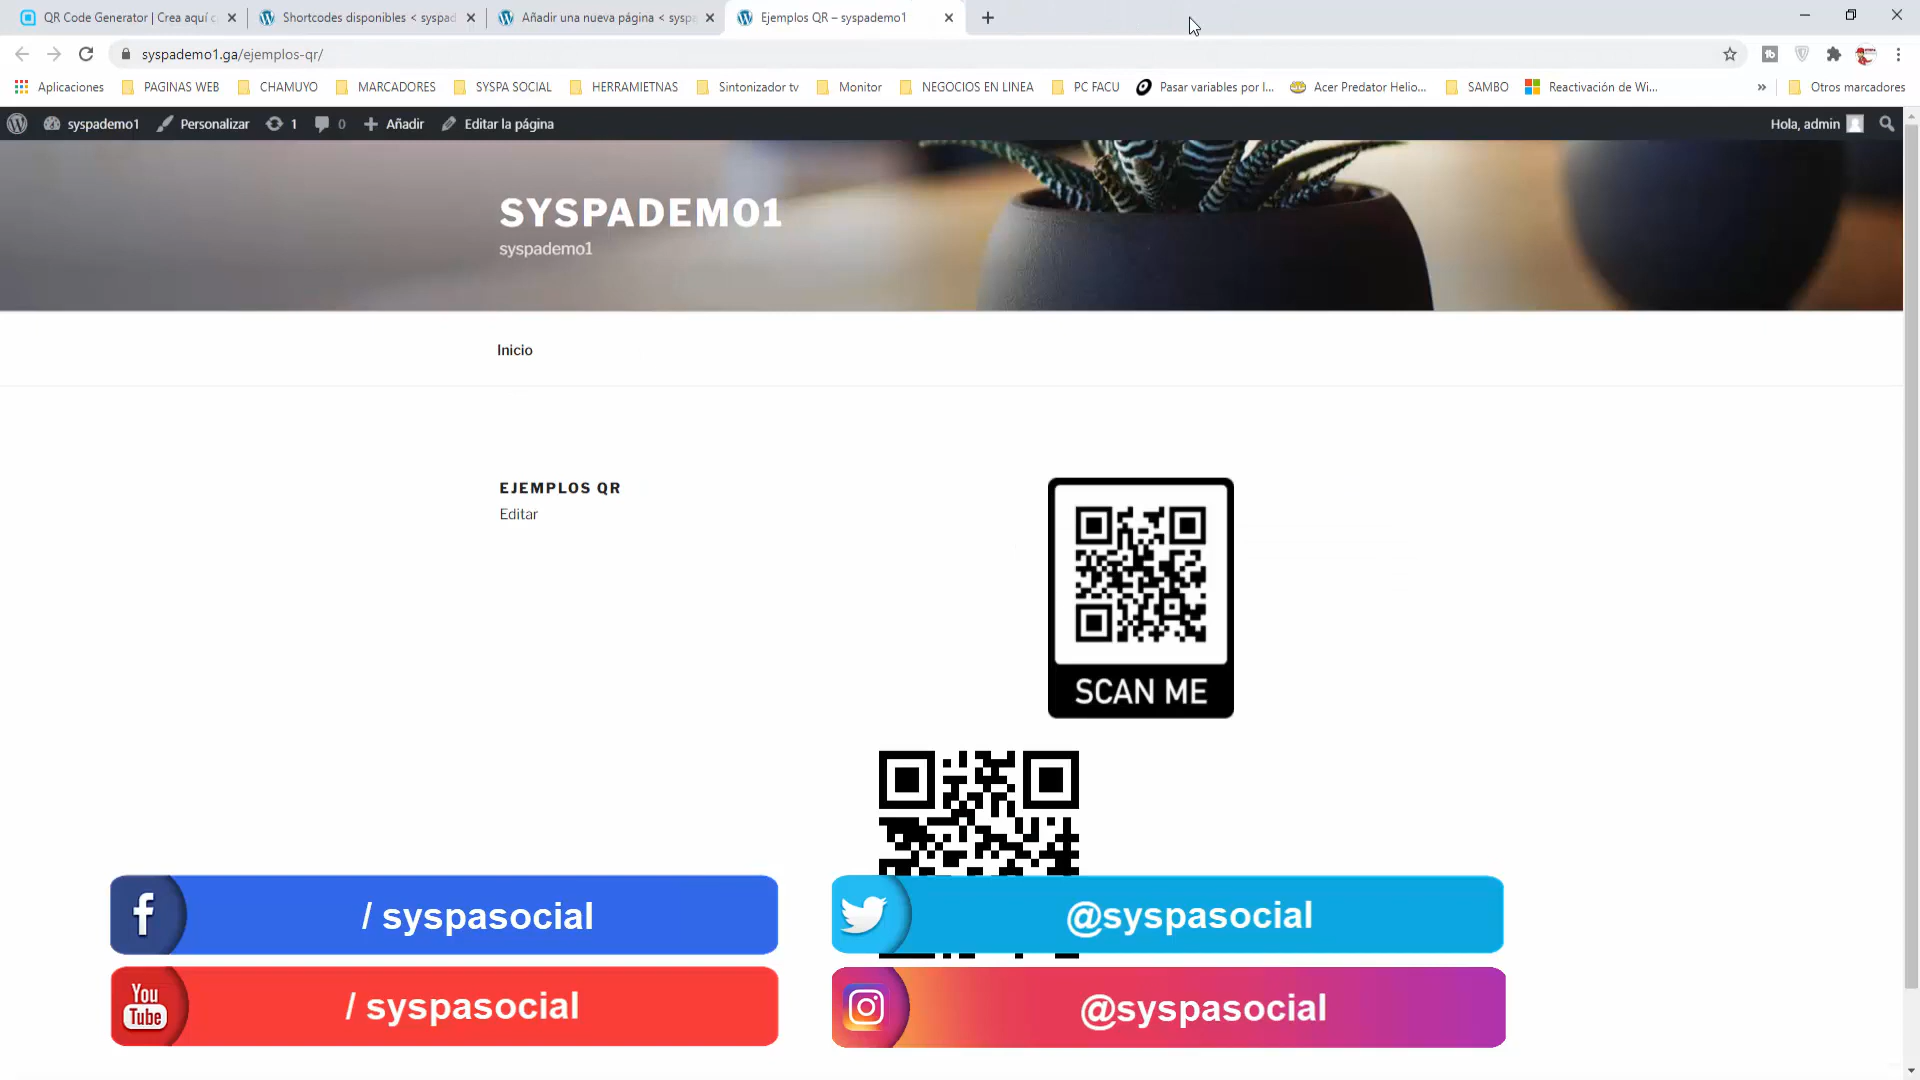 QR Code Generator | Crea aquí c
Shortcodes disponibles < syspad
Añadir una nueva página < syspa
Ejemplos QR – syspademo1
syspademo1.ga/ejemplos-qr/
Aplicaciones
PAGINAS WEB
CHAMUYO
MARCADORES
SYSPA SOCIAL
HERRAMIETNAS
Sintonizador tv
Monitor
NEGOCIOS EN LINEA
PC FACU
Pasar variables por l...
Acer Predator Helio...
SAMBO
Reactivación de Wi...
»
Otros marcadores
syspademo1
Personalizar
1
0
Añadir
Editar la página
Hola, admin
SYSPADEMO1
syspademo1
Inicio
EJEMPLOS QR
Editar
SCAN ME
f
/ syspasocial
@syspasocial
You
Tube
/ syspasocial
@syspasocial